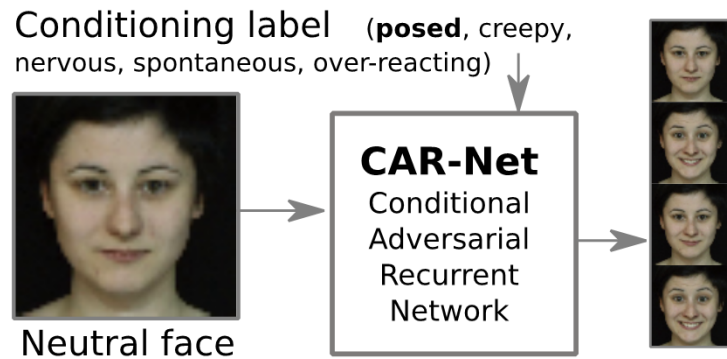 Conditioning label (posed, creepy,
nervous, spontaneous, over-reacting)
CAR-Net
Conditional
Adversarial
Recurrent
Network
Neutral face